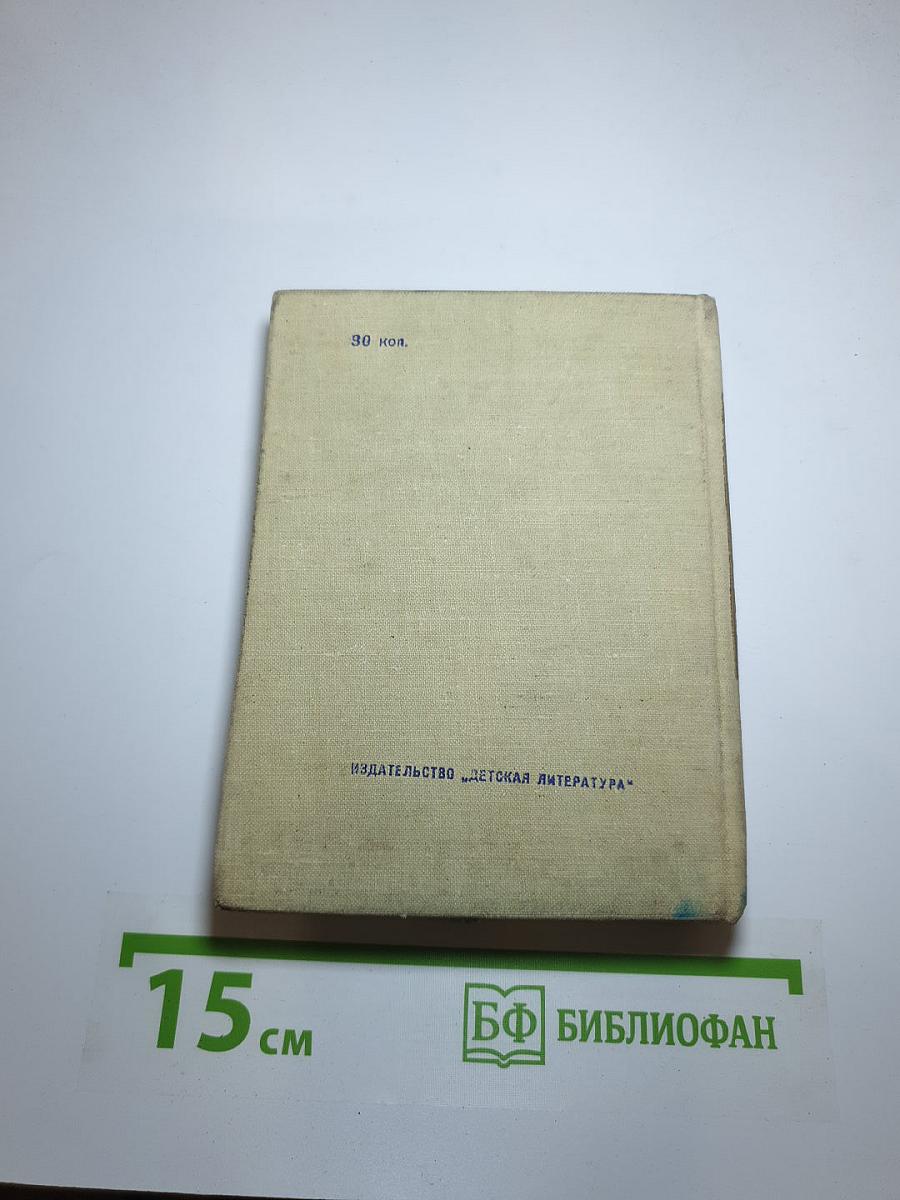 30 коп.
ИЗДАТЕЛЬСТВО „ДЕТСКАЯ ЛИТЕРАТУРА“
15 см
БФ БИБЛИОФАН